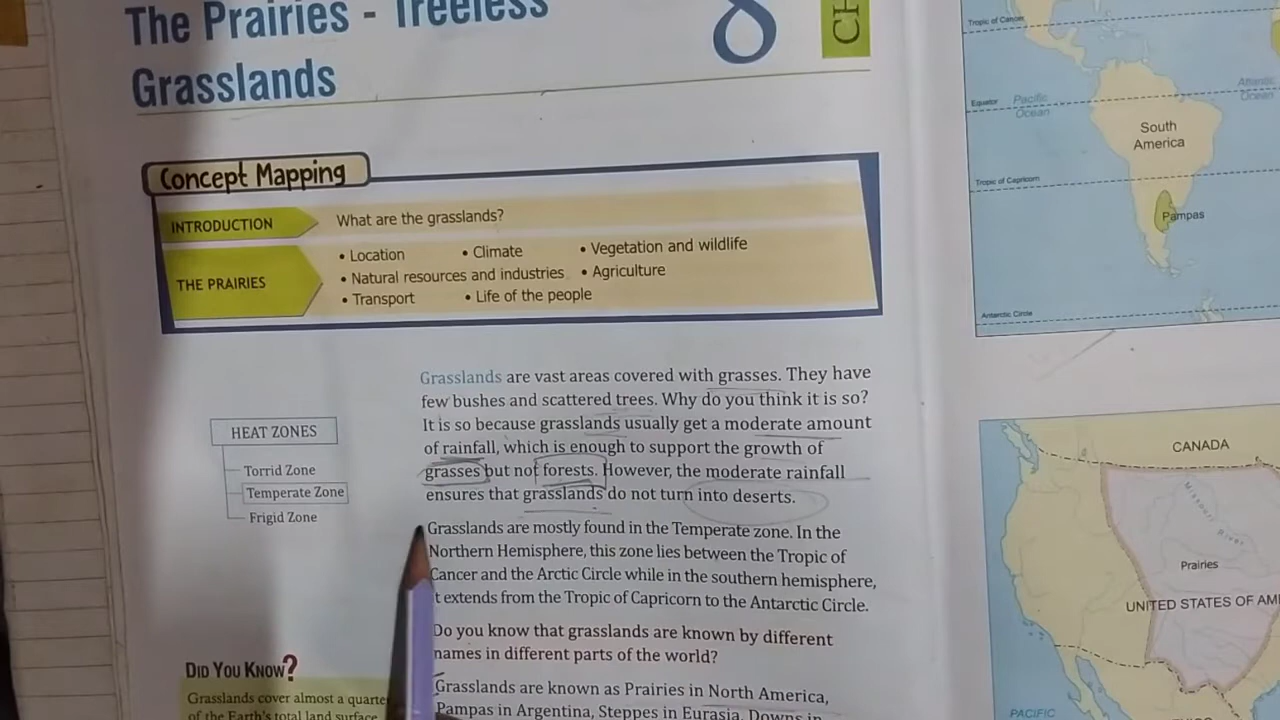 The Prairies - Treeless
Grasslands
8
CH
Concept Mapping
INTRODUCTION
What are the grasslands?
THE PRAIRIES
• Location • Climate • Vegetation and wildlife
• Natural resources and industries • Agriculture
• Transport • Life of the people
HEAT ZONES
Torrid Zone
Temperate Zone
Frigid Zone
Grasslands are vast areas covered with grasses. They have
few bushes and scattered trees. Why do you think it is so?
It is so because grasslands usually get a moderate amount
of rainfall, which is enough to support the growth of
grasses but not forests. However, the moderate rainfall
ensures that grasslands do not turn into deserts.
Grasslands are mostly found in the Temperate zone. In the
Northern Hemisphere, this zone lies between the Tropic of
Cancer and the Arctic Circle while in the southern hemisphere,
t extends from the Tropic of Capricorn to the Antarctic Circle.
Do you know that grasslands are known by different
names in different parts of the world?
Grasslands are known as Prairies in North America,
Pampas in Argentina, Steppes in Eurasia, Downs in
DID YOU KNOW?
Grasslands cover almost a quarte
of the Earth's total land surface
Tropic of Cancer
Atlantic
Ocean
Equator
Pacific
Ocean
South
America
Tropic of Capricorn
Pampas
Antarctic Circle
CANADA
Missouri River
Prairies
UNITED STATES OF AM
PACIFIC